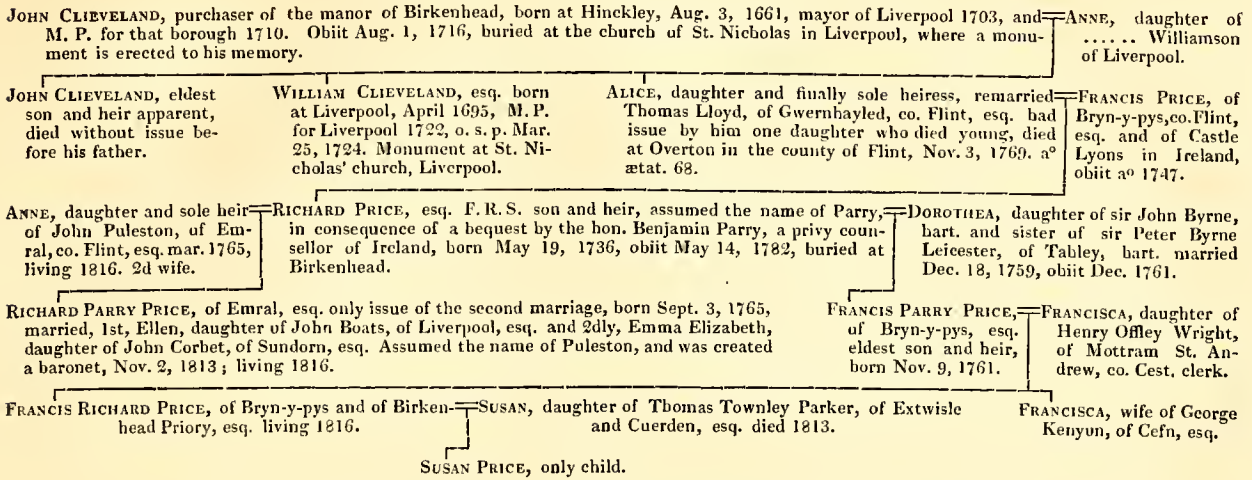 JOHN CLIEVELAND, purchaser of the manor of Birkenhead, born at Hinckley, Aug. 3, 1661, mayor of Liverpool 1703, and
M. P. for that borough 1710. Obiit Aug. 1, 1716, buried at the church of St. Nicholas in Liverpool, where a monu-
ment is erected to his memory.
ANNE, daughter of
...... Williamson
of Liverpool.
JOHN CLIEVELAND, eldest
son and heir apparent,
died without issue be-
fore his father.
WILLIAM CLIEVELAND, esq. born
at Liverpool, April 1695, M. P.
for Liverpool 1722, o. s. p. Mar.
25, 1724. Monument at St. Ni-
cholas' church, Liverpool.
ALICE, daughter and finally sole heiress, remarried
Thomas Lloyd, of Gwernhayled, co. Flint, esq. had
issue by him one daughter who died young, died
at Overton in the county of Flint, Nov. 3, 1769. aº
ætat. 68.
FRANCIS PRICE, of
Bryn-y-pys, co. Flint,
esq. and of Castle
Lyons in Ireland,
obiit aº 1747.
ANNE, daughter and sole heir
of John Puleston, of Em-
ral, co. Flint, esq. mar. 1765,
living 1816. 2d wife.
RICHARD PRICE, esq. F. R. S. son and heir, assumed the name of Parry,
in consequence of a bequest by the hon. Benjamin Parry, a privy coun-
sellor of Ireland, born May 19, 1736, obiit May 14, 1782, buried at
Birkenhead.
DOROTHEA, daughter of sir John Byrne,
bart. and sister of sir Peter Byrne
Leicester, of Tabley, bart. married
Dec. 18, 1759, obiit Dec. 1761.
RICHARD PARRY PRICE, of Emral, esq. only issue of the second marriage, born Sept. 3, 1765,
married, 1st, Ellen, daughter of John Boats, of Liverpool, esq. and 2dly, Emma Elizabeth,
daughter of John Corbet, of Sundorn, esq. Assumed the name of Puleston, and was created
a baronet, Nov. 2, 1813; living 1816.
FRANCIS PARRY PRICE,
of Bryn-y-pys, esq.
eldest son and heir,
born Nov. 9, 1761.
FRANCISCA, daughter of
Henry Offley Wright,
of Mottram St. An-
drew, co. Cest. clerk.
FRANCIS RICHARD PRICE, of Bryn-y-pys and of Birken-
head Priory, esq. living 1816.
SUSAN, daughter of Thomas Townley Parker, of Extwisle
and Cuerden, esq. died 1813.
FRANCISCA, wife of George
Kenyon, of Cefn, esq.
SUSAN PRICE, only child.